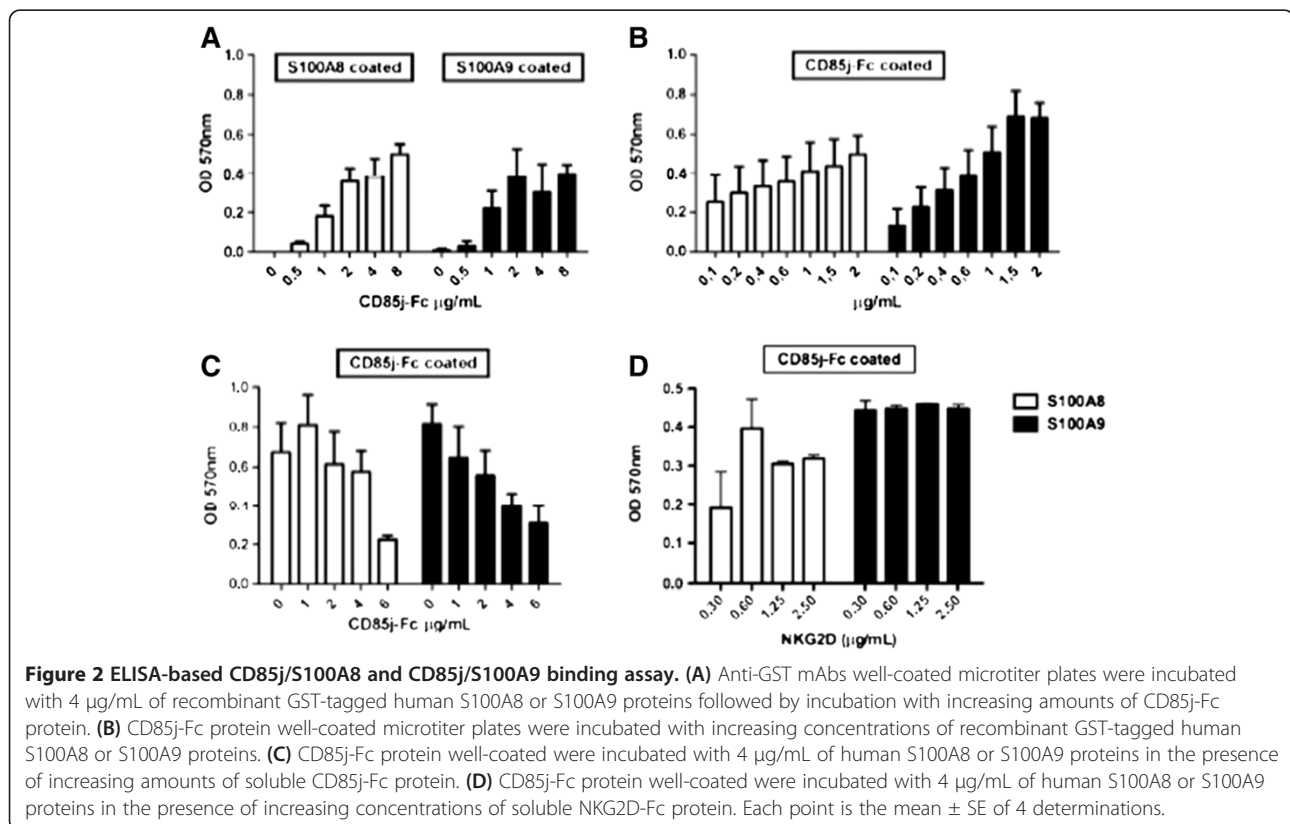 A
S100A8 coated
S100A9 coated
1.0
0.8
0.6
0.4
0.2
0.0
OD 570nm
0
0.5
1
2
4
8
0
0.5
1
2
4
8
CD85j-Fc µg/mL
B
CD85j-Fc coated
1.0
0.8
0.6
0.4
0.2
0.0
OD 570nm
0,1
0,2
0,4
0,6
1
1,5
2
0,1
0,2
0,4
0,6
1
1,5
2
µg/mL
C
CD85j-Fc coated
1.0
0.8
0.6
0.2
0.0
OD 570nm
0
1
2
4
6
0
1
2
4
6
CD85j-Fc µg/mL
D
CD85j-Fc coated
0.5
0.4
0.3
0.2
0.1
0.0
OD 570nm
0.30
0.60
1.25
2.50
0.30
0.60
1.25
2.50
NKG2D (µg/mL)
S100A8
S100A9
Figure 2 ELISA-based CD85j/S100A8 and CD85j/S100A9 binding assay. (A) Anti-GST mAbs well-coated microtiter plates were incubated
with 4 µg/mL of recombinant GST-tagged human S100A8 or S100A9 proteins followed by incubation with increasing amounts of CD85j-Fc
protein. (B) CD85j-Fc protein well-coated microtiter plates were incubated with increasing concentrations of recombinant GST-tagged human
S100A8 or S100A9 proteins. (C) CD85j-Fc protein well-coated were incubated with 4 µg/mL of human S100A8 or S100A9 proteins in the presence
of increasing amounts of soluble CD85j-Fc protein. (D) CD85j-Fc protein well-coated were incubated with 4 µg/mL of human S100A8 or S100A9
proteins in the presence of increasing concentrations of soluble NKG2D-Fc protein. Each point is the mean ± SE of 4 determinations.